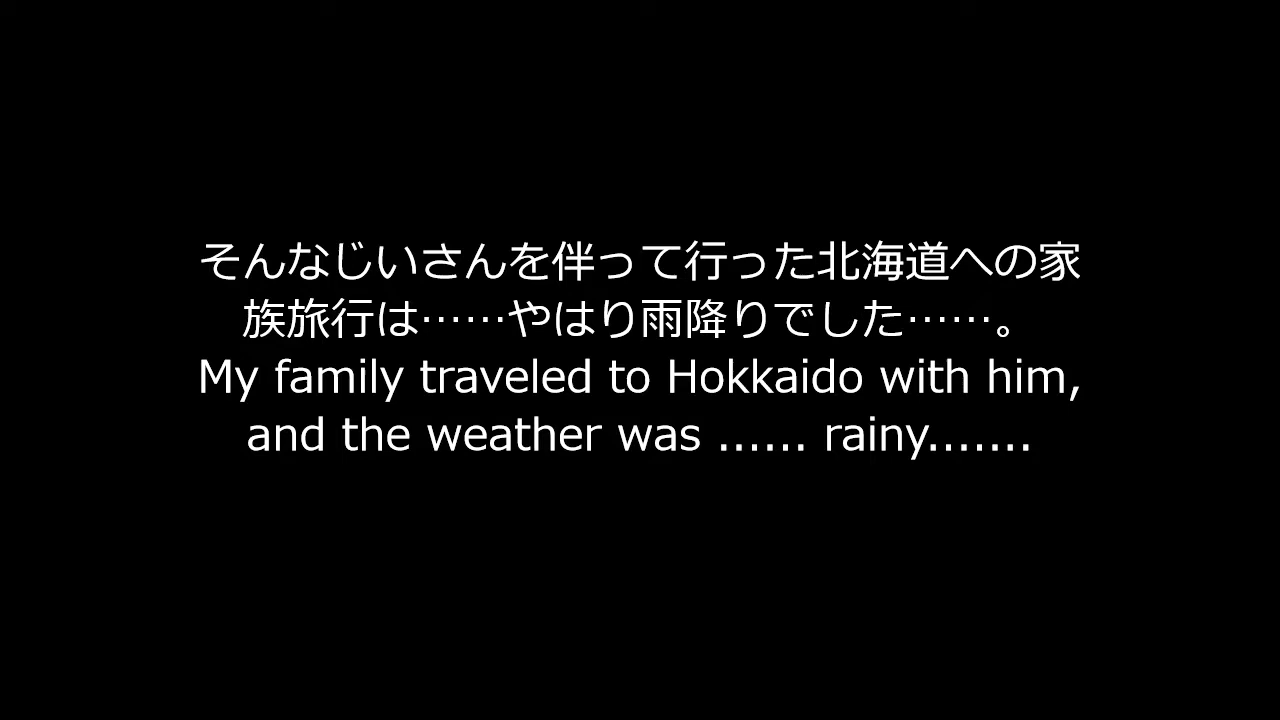 そんなじいさんを伴って行った北海道への家
族旅行は……やはり雨降りでした……。
My family traveled to Hokkaido with him,
and the weather was ...... rainy.......